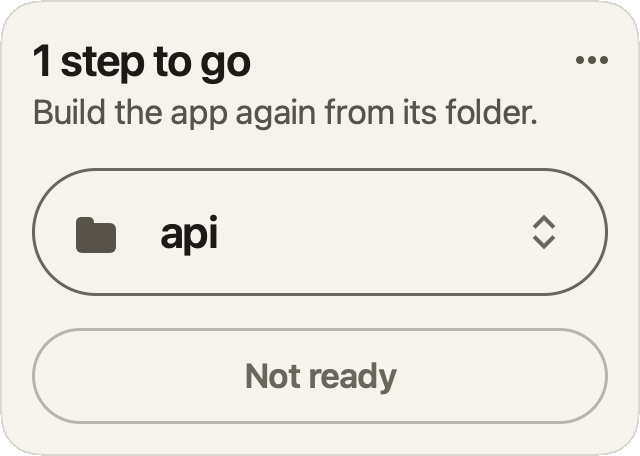 1 step to go
Build the app again from its folder.
api
Not ready